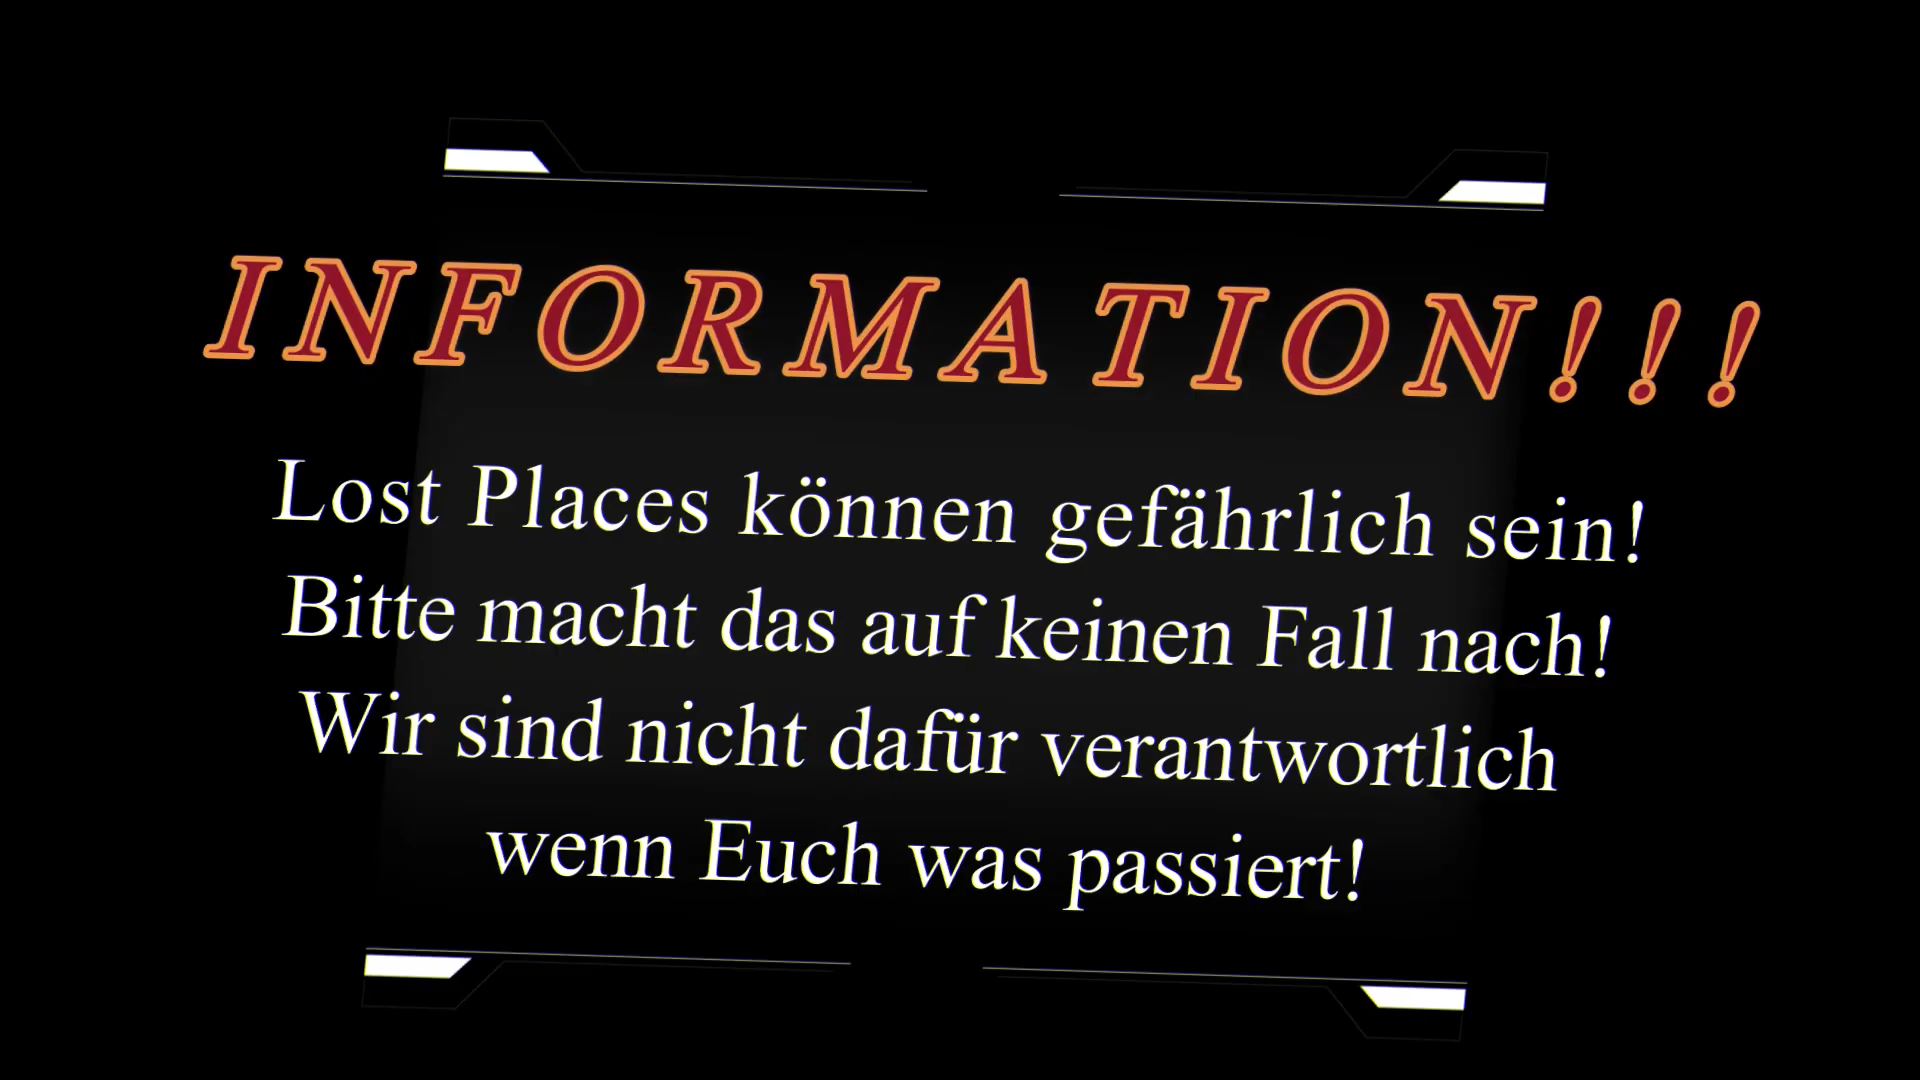 INFORMATION!!!
Lost Places können gefährlich sein!
Bitte macht das auf keinen Fall nach!
Wir sind nicht dafür verantwortlich
wenn Euch was passiert!